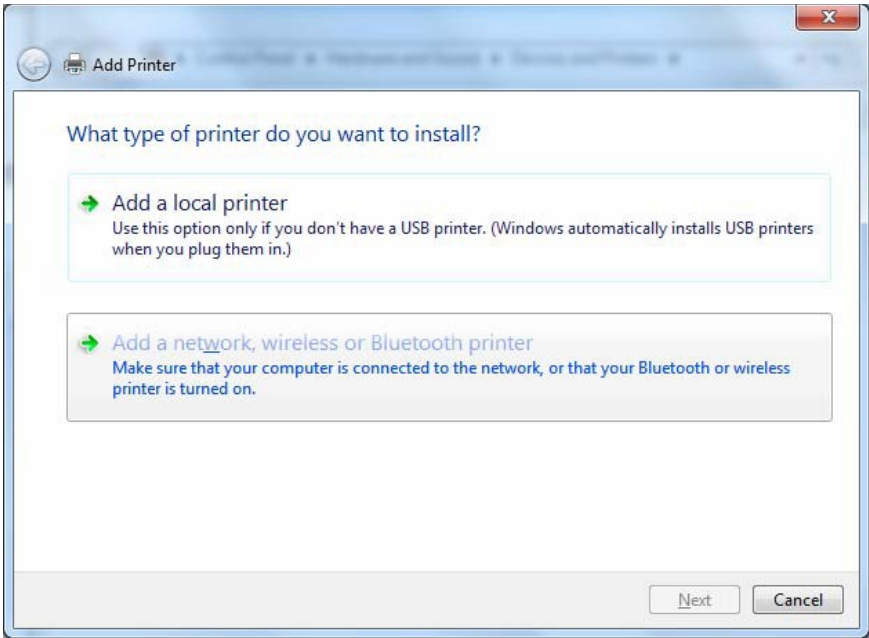 Add Printer
What type of printer do you want to install?
Add a local printer
Use this option only if you don't have a USB printer. (Windows automatically installs USB printers
when you plug them in.)
Add a network, wireless or Bluetooth printer
Make sure that your computer is connected to the network, or that your Bluetooth or wireless
printer is turned on.
Next
Cancel